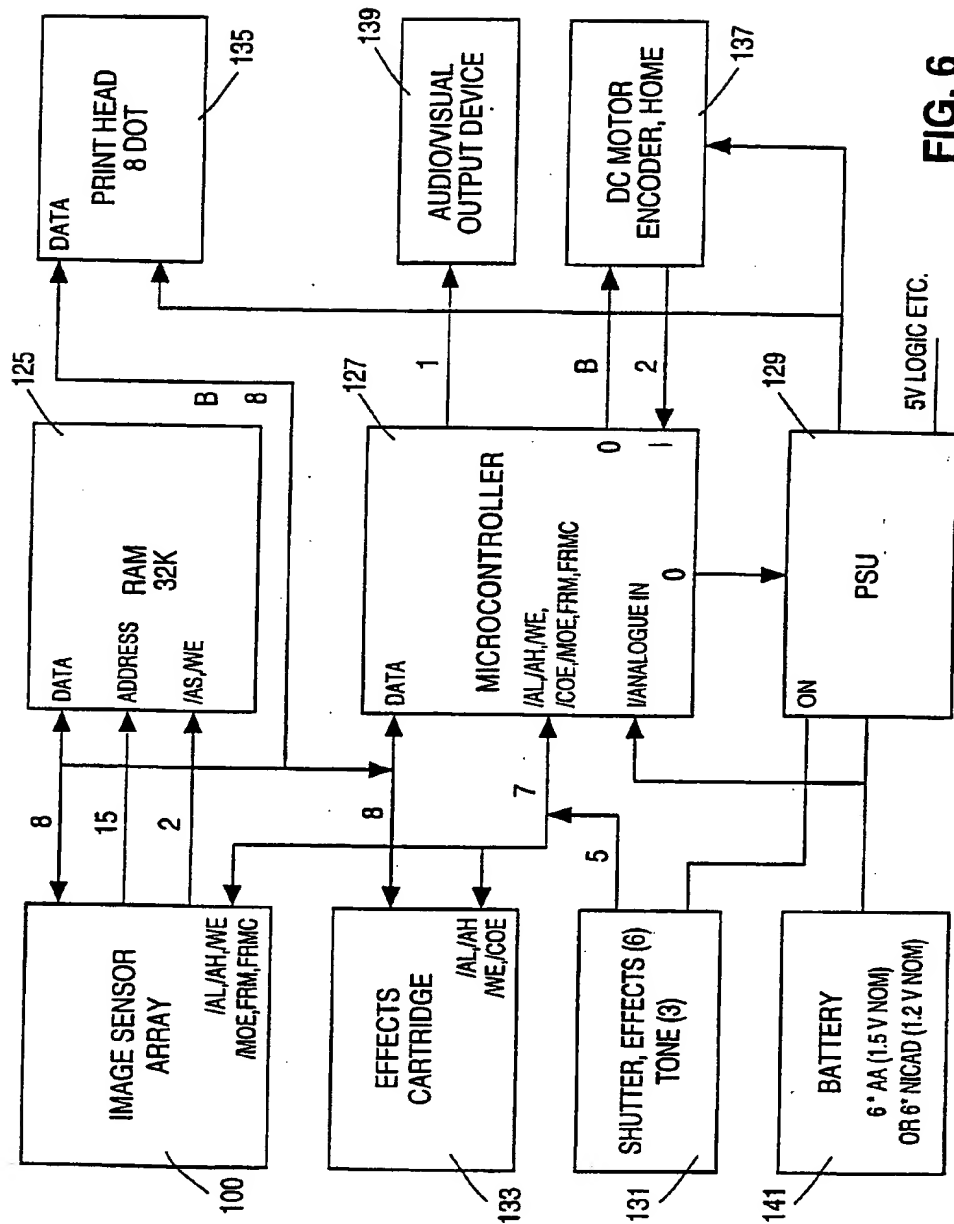 IMAGE SENSOR
ARRAY
/AL,/AH,/WE
/MOE,FRM,FRMC
100
8
15
2
DATA
ADDRESS
/AS,/WE
RAM
32K
125
B
8
DATA
PRINT HEAD
8 DOT
135
EFFECTS
CARTRIDGE
/AL,/AH
/WE,/COE
133
8
7
DATA
MICROCONTROLLER
/AL,/AH,/WE,
/COE,/MOE,FRM,FRMC
I/ANALOGUE IN
0
0
I
127
1
B
2
AUDIO/VISUAL
OUTPUT DEVICE
139
DC MOTOR
ENCODER, HOME
137
SHUTTER, EFFECTS (6)
TONE (3)
131
5
BATTERY
6* AA (1.5 V NOM)
OR 6* NICAD (1.2 V NOM)
141
ON
PSU
129
5V LOGIC ETC.
FIG. 6